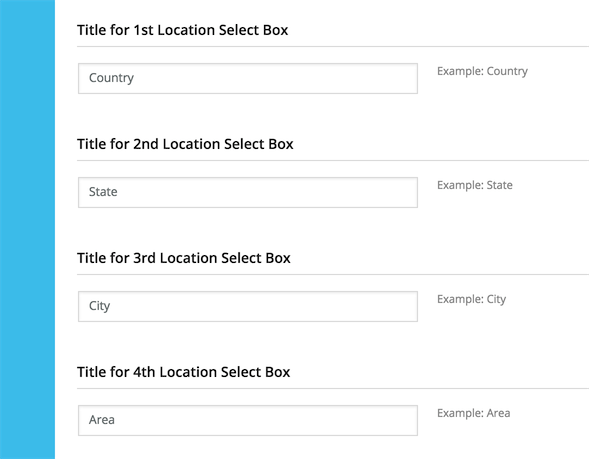 Title for 1st Location Select Box
Country
Example: Country
Title for 2nd Location Select Box
State
Example: State
Title for 3rd Location Select Box
City
Example: City
Title for 4th Location Select Box
Area
Example: Area